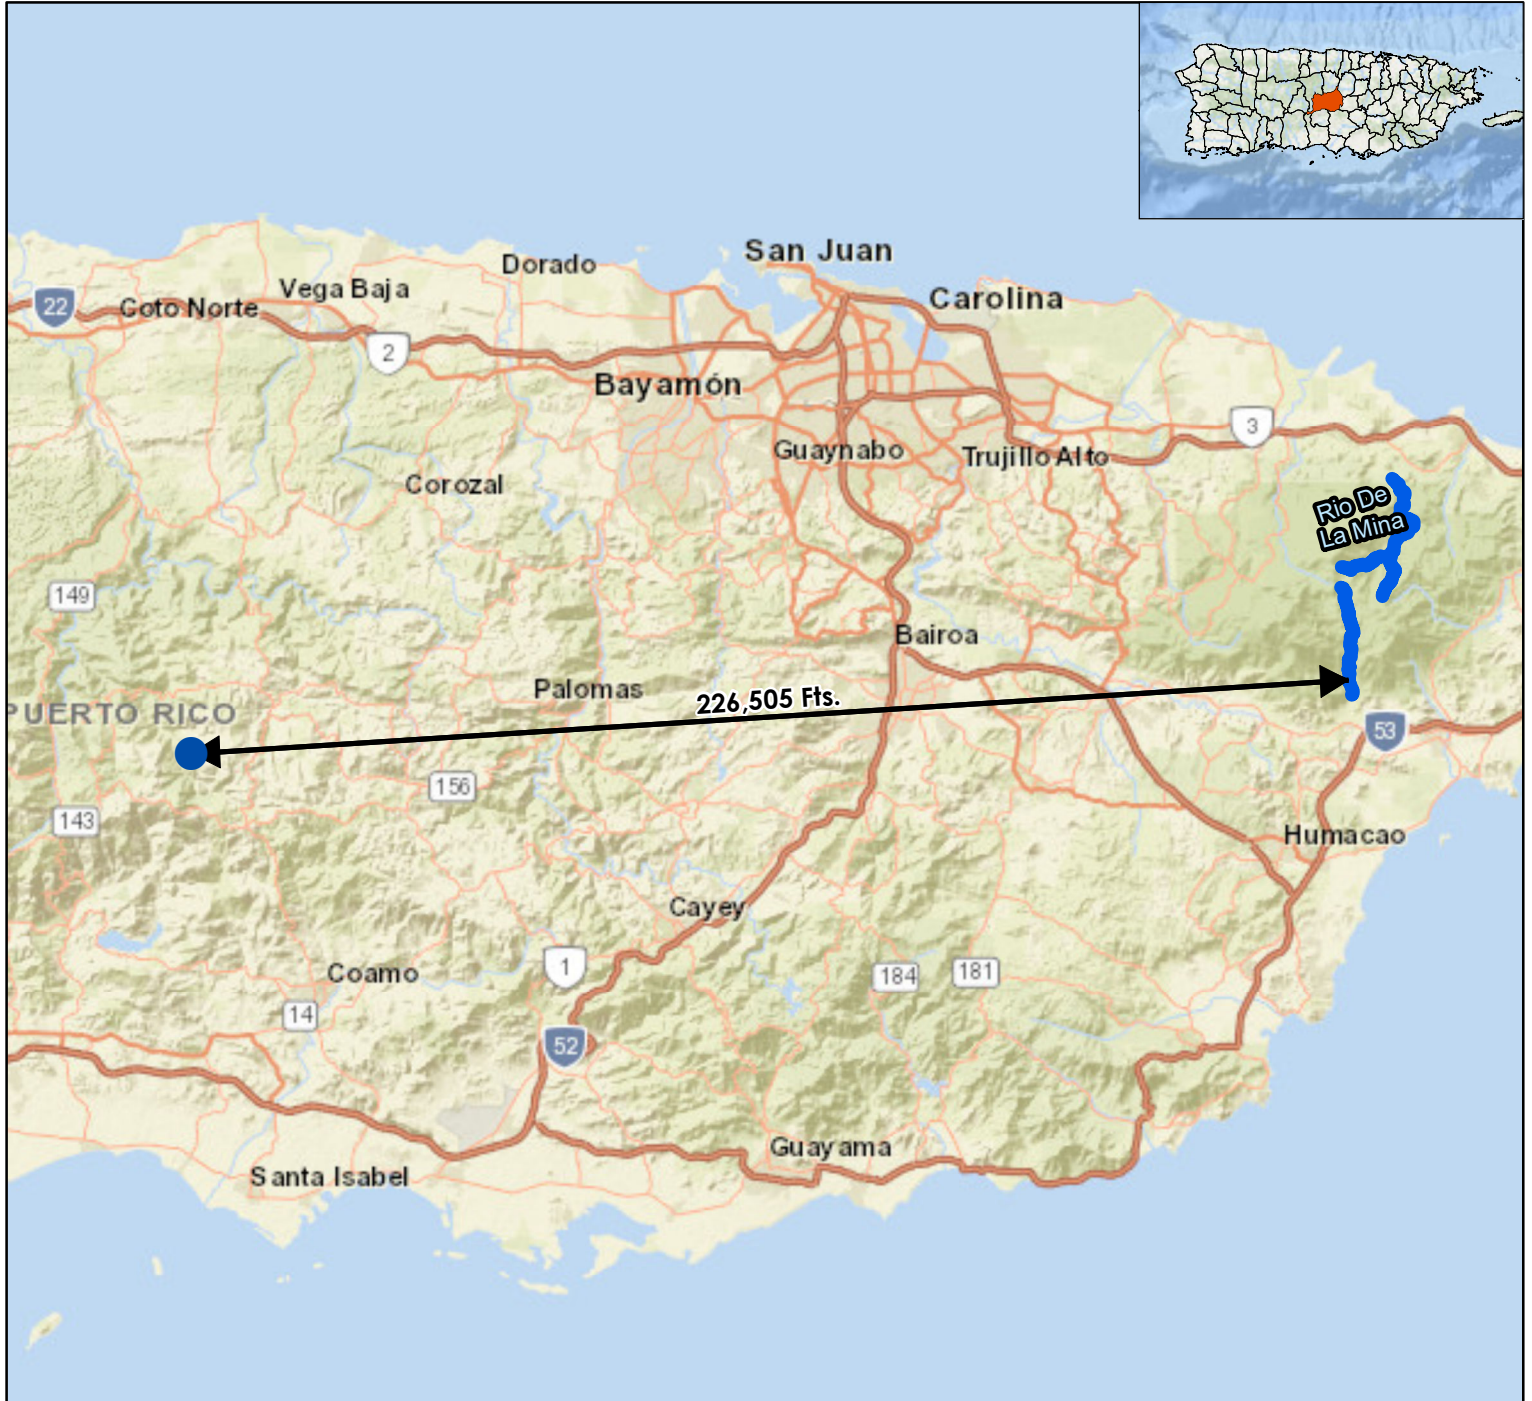 San Juan
Dorado
Vega Baja
Carolina
22
Coto Norte
2
Bayamón
3
Guaynabo
Trujillo Alto
Corozal
Rio De
La Mina
149
Bairoa
Palomas
226,505 Fts.
PUERTO RICO
53
156
143
Humacao
Cayey
Coamo
1
184
181
14
52
Guayama
Santa Isabel